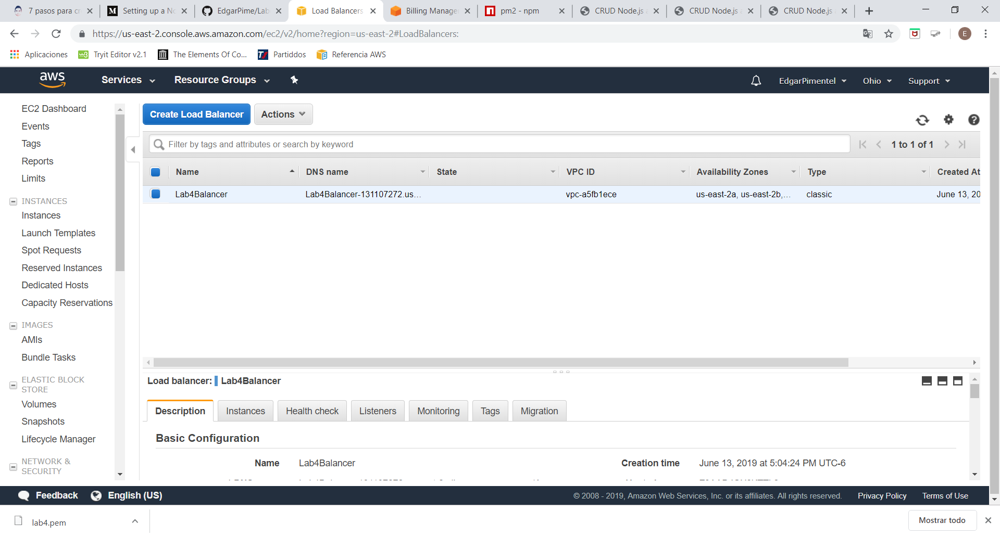 7 pasos para cr
Setting up a No
EdgarPime/Lab
Load Balancers
Billing Manage
pm2 - npm
CRUD Node.js
CRUD Node.js
CRUD Node.js
https://us-east-2.console.aws.amazon.com/ec2/v2/home?region=us-east-2#LoadBalancers:
E
Aplicaciones
Tryit Editor v2.1
The Elements Of Co...
Partiddos
Referencia AWS
aws
Services
Resource Groups
EdgarPimentel
Ohio
Support
EC2 Dashboard
Events
Tags
Reports
Limits
INSTANCES
Instances
Launch Templates
Spot Requests
Reserved Instances
Dedicated Hosts
Capacity Reservations
IMAGES
AMIs
Bundle Tasks
ELASTIC BLOCK
STORE
Volumes
Snapshots
Lifecycle Manager
NETWORK &
SECURITY
Create Load Balancer
Actions
Filter by tags and attributes or search by keyword
1 to 1 of 1
Name
DNS name
State
VPC ID
Availability Zones
Type
Created At
Lab4Balancer
Lab4Balancer-131107272.us...
vpc-a5fb1ece
us-east-2a, us-east-2b,...
classic
June 13, 20
Load balancer: Lab4Balancer
Description
Instances
Health check
Listeners
Monitoring
Tags
Migration
Basic Configuration
Name
Lab4Balancer
Creation time
June 13, 2019 at 5:04:24 PM UTC-6
Feedback
English (US)
© 2008 - 2019, Amazon Web Services, Inc. or its affiliates. All rights reserved.
Privacy Policy
Terms of Use
lab4.pem
Mostrar todo